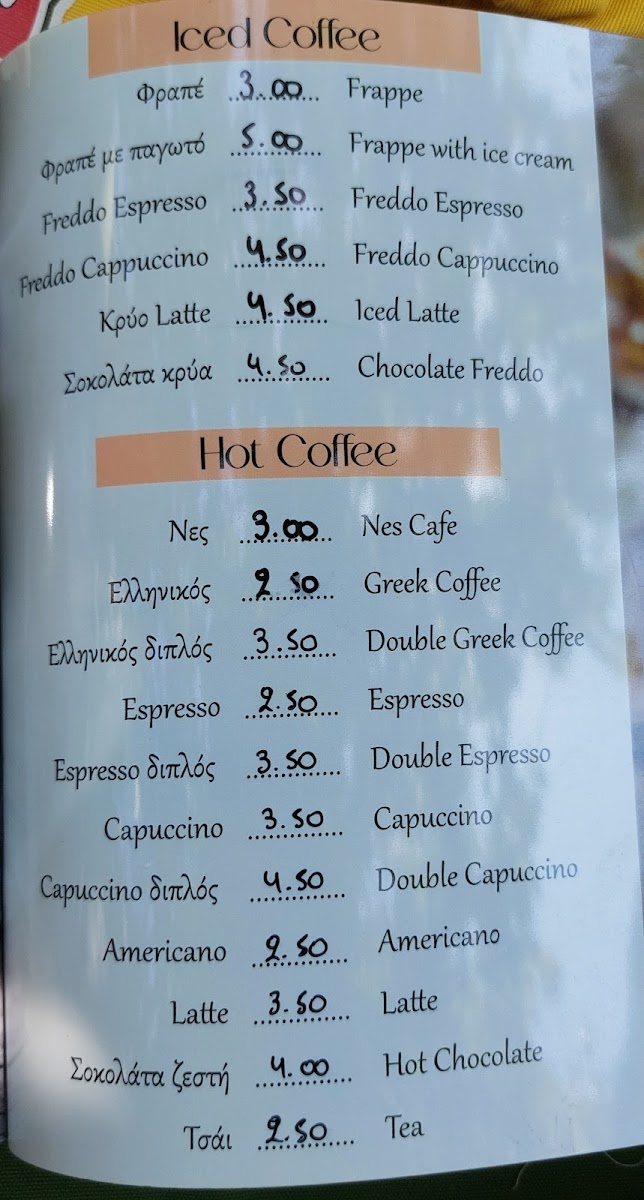 Iced Coffee
Φραπέ ..3..00... Frappe
Φραπέ με παγωτό 5.00 Frappe with ice cream
Freddo Espresso 3.50 Freddo Espresso
Freddo Cappuccino 4.50 Freddo Cappuccino
Κρύο Latte 4.50 Iced Latte
Σοκολάτα κρύα 4.50 Chocolate Freddo
Hot Coffee
Νες 3.00 Nes Cafe
Ελληνικός 2 50 Greek Coffee
Ελληνικός διπλός 3.50 Double Greek Coffee
Espresso 2.50 Espresso
Espresso διπλός 3.50 Double Espresso
Capuccino 3.50 Capuccino
Capuccino διπλός 4.50 Double Capuccino
Americano 2.50 Americano
Latte 3.50 Latte
Σοκολάτα ζεστή 4.00 Hot Chocolate
Τσάι 2.50 Tea